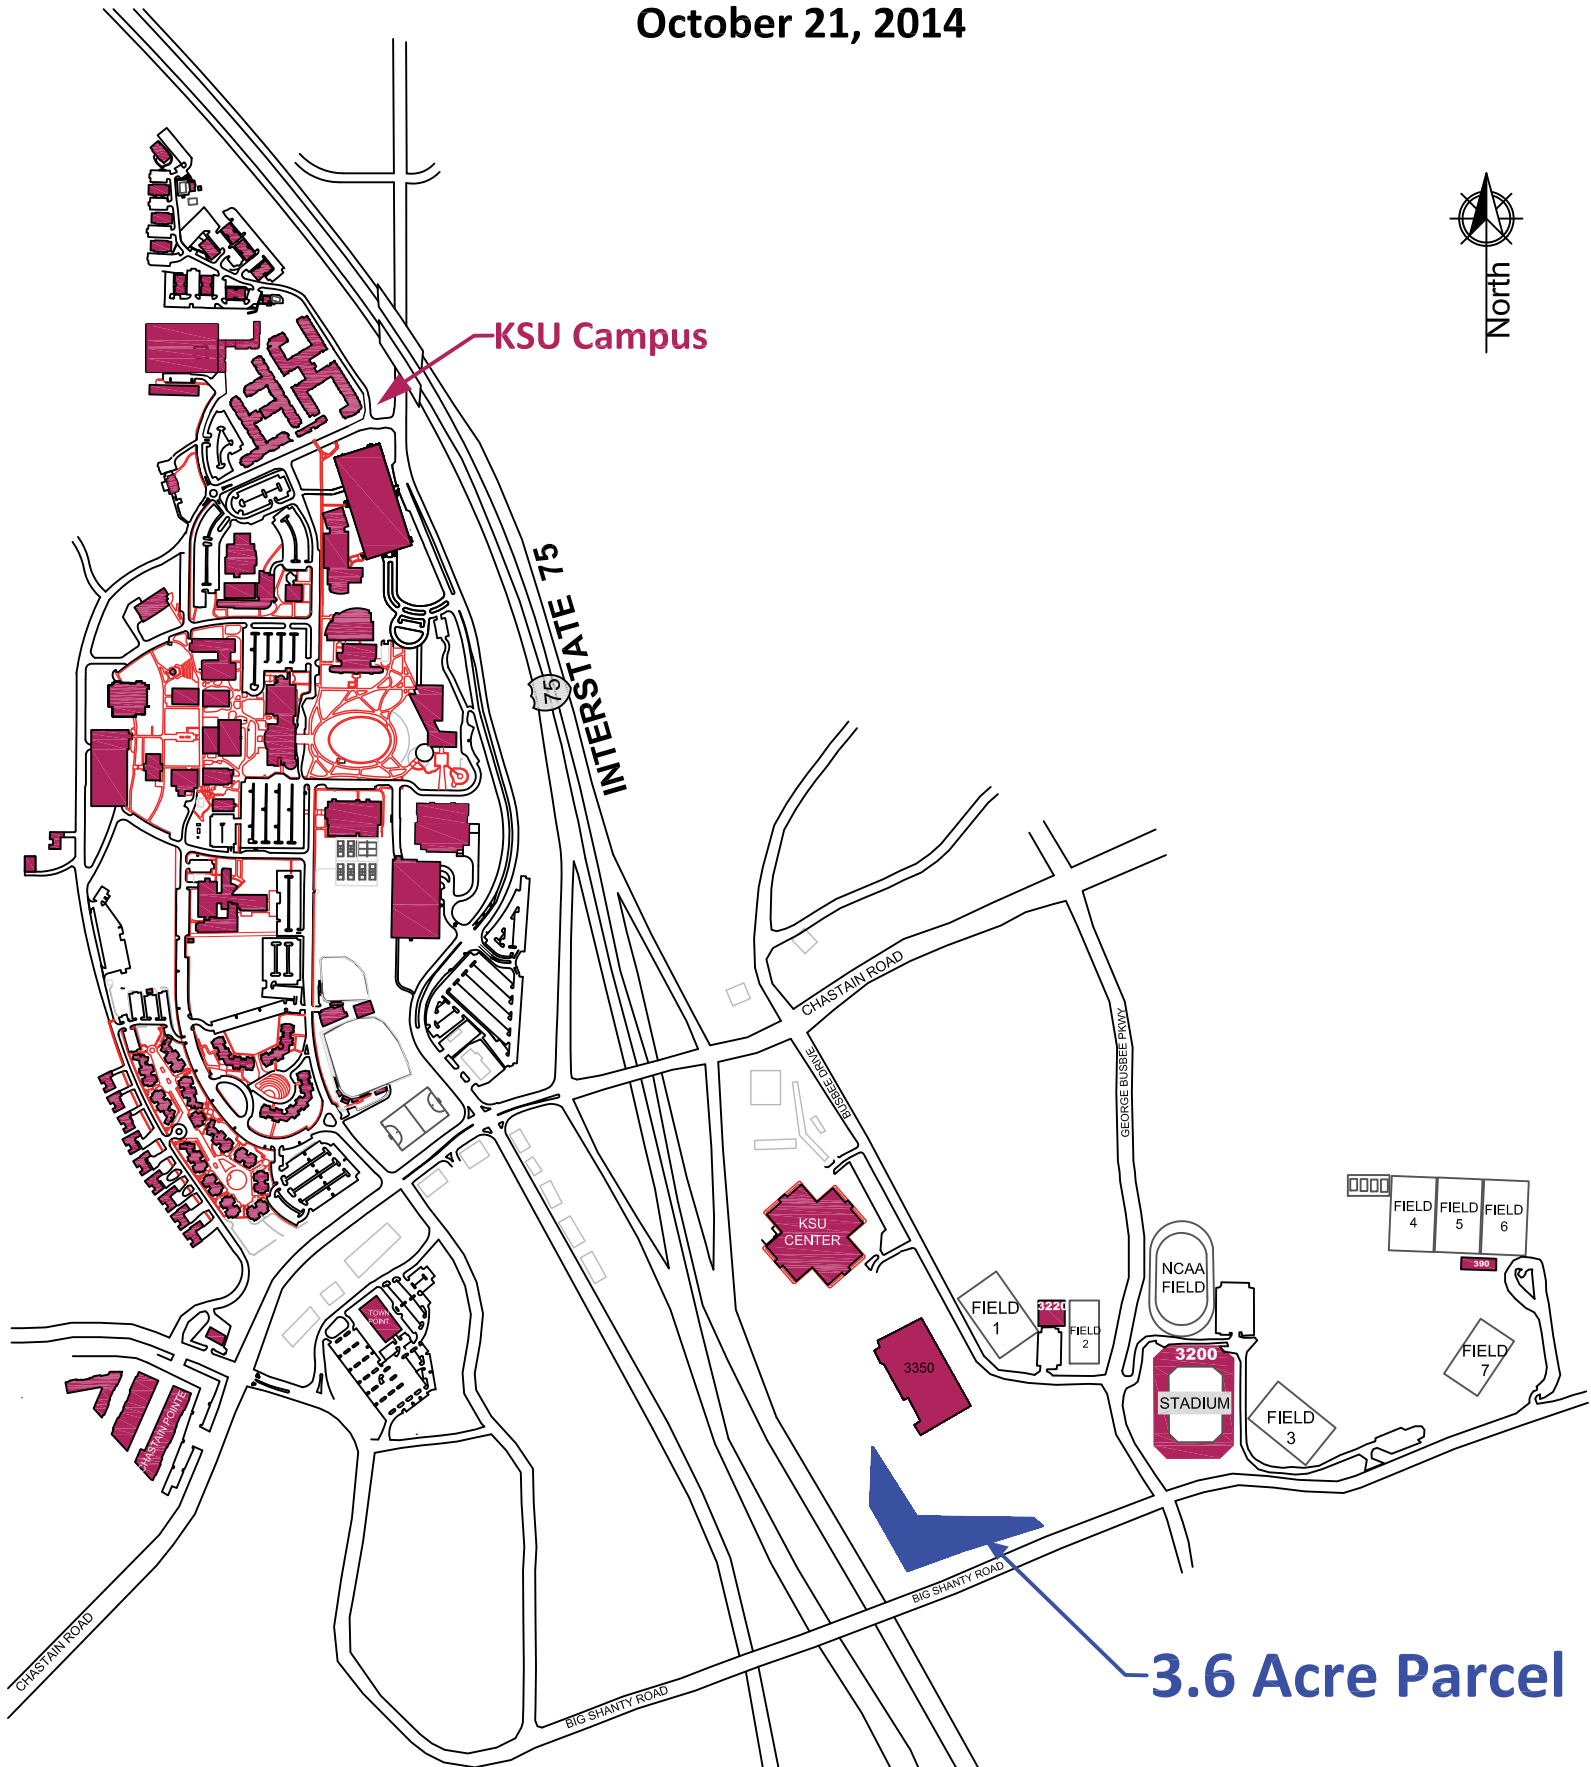 October 21, 2014
North
KSU Campus
INTERSTATE 75
75
CHASTAIN ROAD
BUSBEE DRIVE
GEORGE BUSBEE PKWY
KSU
CENTER
FIELD
4
FIELD
5
FIELD
6
390
NCAA
FIELD
FIELD
1
3220
FIELD
2
TOWN
POINT
3350
3200
STADIUM
FIELD
7
FIELD
3
CHASTAIN POINTE
BIG SHANTY ROAD
CHASTAIN ROAD
BIG SHANTY ROAD
3.6 Acre Parcel